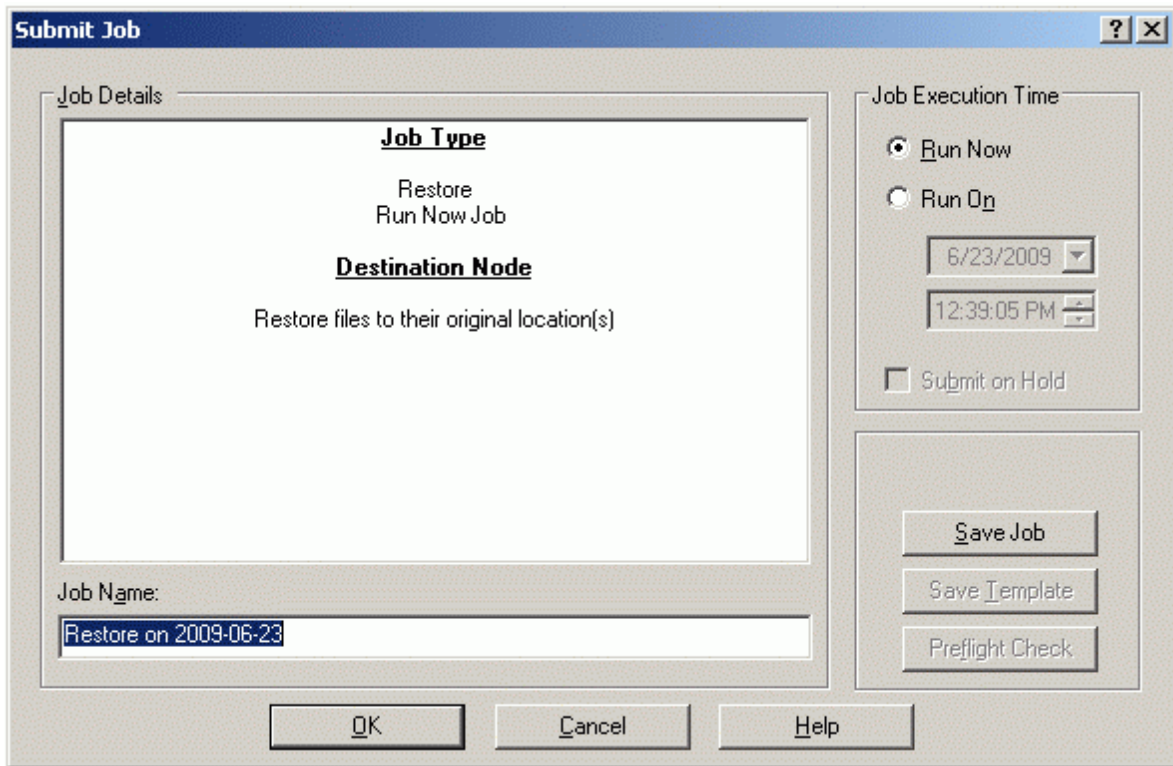 Submit Job
Job Details
Job Type
Restore
Run Now Job
Destination Node
Restore files to their original location(s)
Job Name:
Restore on 2009-06-23
Job Execution Time
Run Now
Run On
6/23/2009
12:39:05 PM
Submit on Hold
Save Job
Save Template
Preflight Check
OK
Cancel
Help